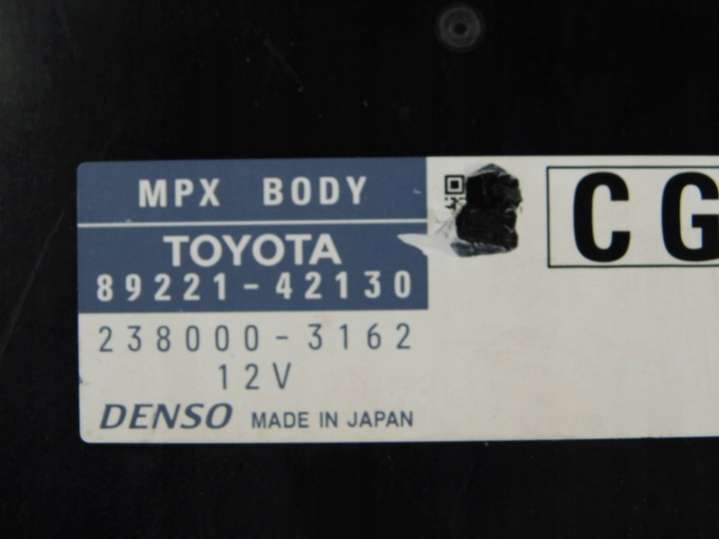 MPX BODY
TOYOTA
89221-42130
238000-3162
12V
DENSO MADE IN JAPAN
CG